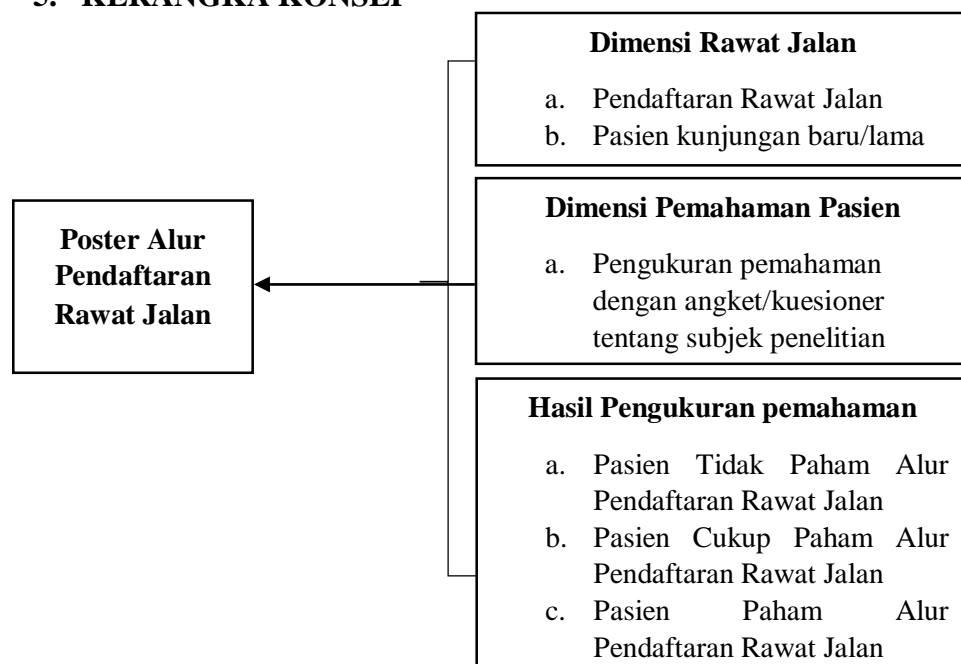 KERANGKA KONSEP
Dimensi Rawat Jalan
a. Pendaftaran Rawat Jalan
b. Pasien kunjungan baru/lama
Poster Alur
Pendaftaran
Rawat Jalan
Dimensi Pemahaman Pasien
a. Pengukuran pemahaman
dengan angket/kuesioner
tentang subjek penelitian
Hasil Pengukuran pemahaman
a. Pasien Tidak Paham Alur
Pendaftaran Rawat Jalan
b. Pasien Cukup Paham Alur
Pendaftaran Rawat Jalan
c. Pasien Paham Alur
Pendaftaran Rawat Jalan